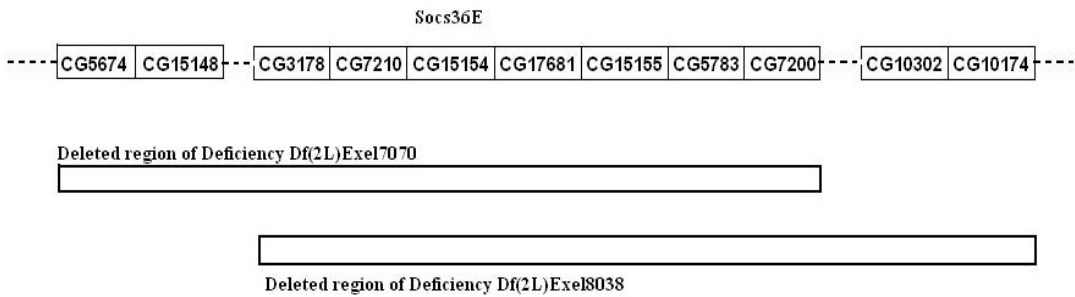 Socs36E
CG5674 CG15148 CG3178 CG7210 CG15154 CG17681 CG15155 CG5783 CG7200 CG10302 CG10174
Deleted region of Deficiency Df(2L)Exel7070
Deleted region of Deficiency Df(2L)Exel8038